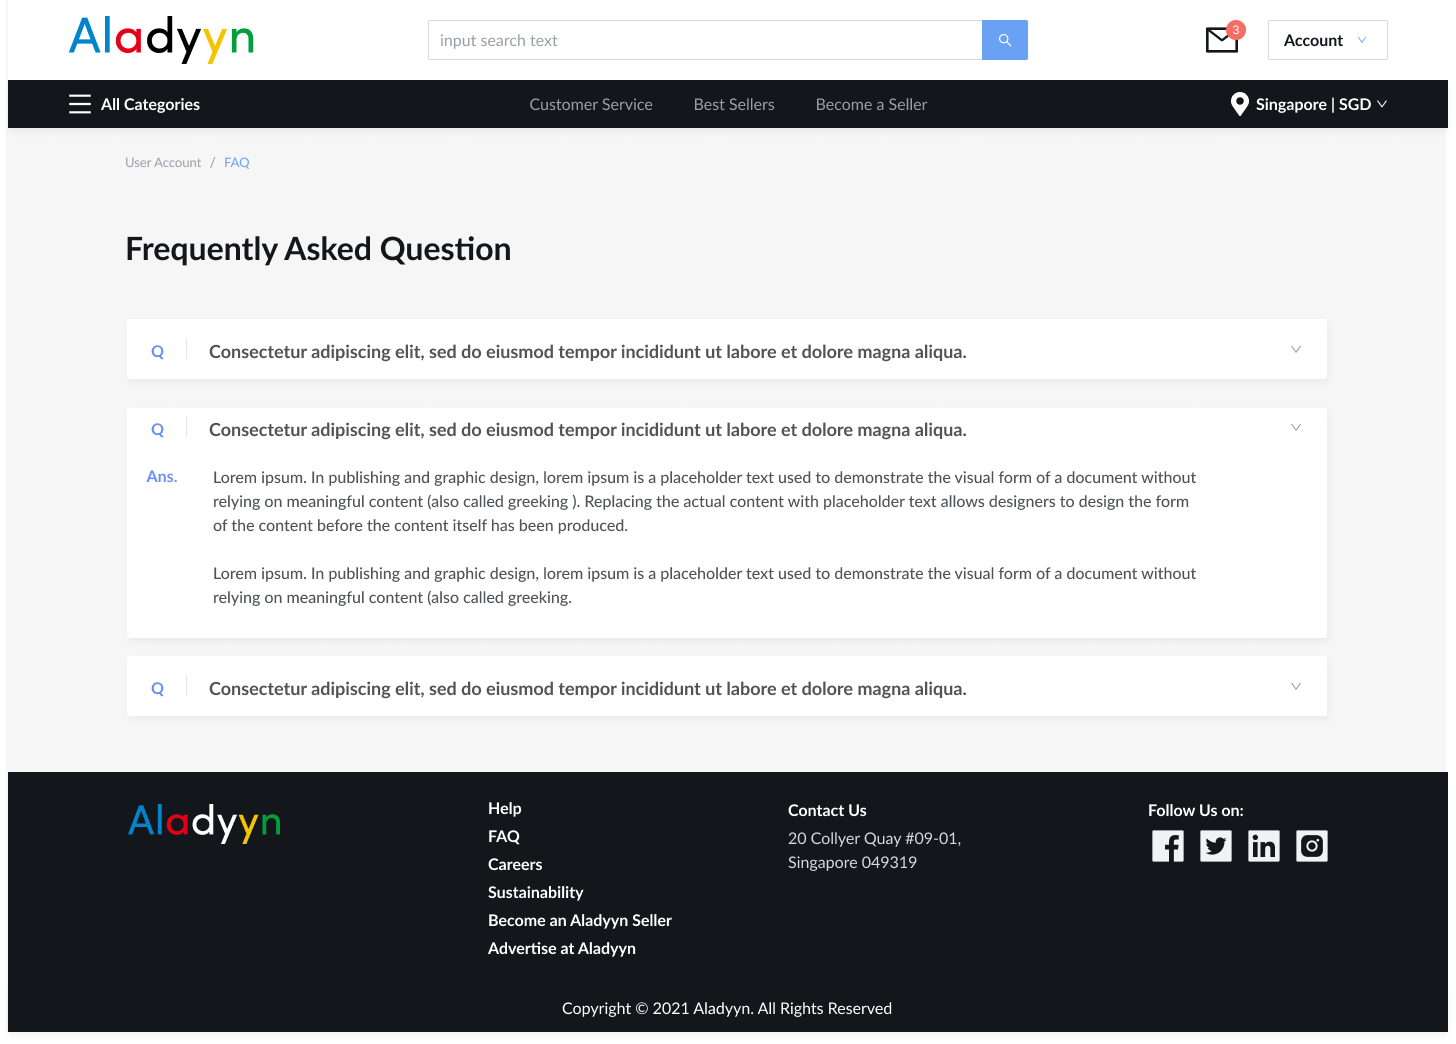 Aladyyn
input search text
3
Account
All Categories
Customer Service
Best Sellers
Become a Seller
Singapore | SGD
User Account / FAQ
Frequently Asked Question
Q
Consectetur adipiscing elit, sed do eiusmod tempor incididunt ut labore et dolore magna aliqua.
Q
Consectetur adipiscing elit, sed do eiusmod tempor incididunt ut labore et dolore magna aliqua.
Ans.
Lorem ipsum. In publishing and graphic design, lorem ipsum is a placeholder text used to demonstrate the visual form of a document without
relying on meaningful content (also called greeking ). Replacing the actual content with placeholder text allows designers to design the form
of the content before the content itself has been produced.
Lorem ipsum. In publishing and graphic design, lorem ipsum is a placeholder text used to demonstrate the visual form of a document without
relying on meaningful content (also called greeking.
Q
Consectetur adipiscing elit, sed do eiusmod tempor incididunt ut labore et dolore magna aliqua.
Aladyyn
Help
FAQ
Careers
Sustainability
Become an Aladyyn Seller
Advertise at Aladyyn
Contact Us
20 Collyer Quay #09-01,
Singapore 049319
Follow Us on:
Copyright © 2021 Aladyyn. All Rights Reserved